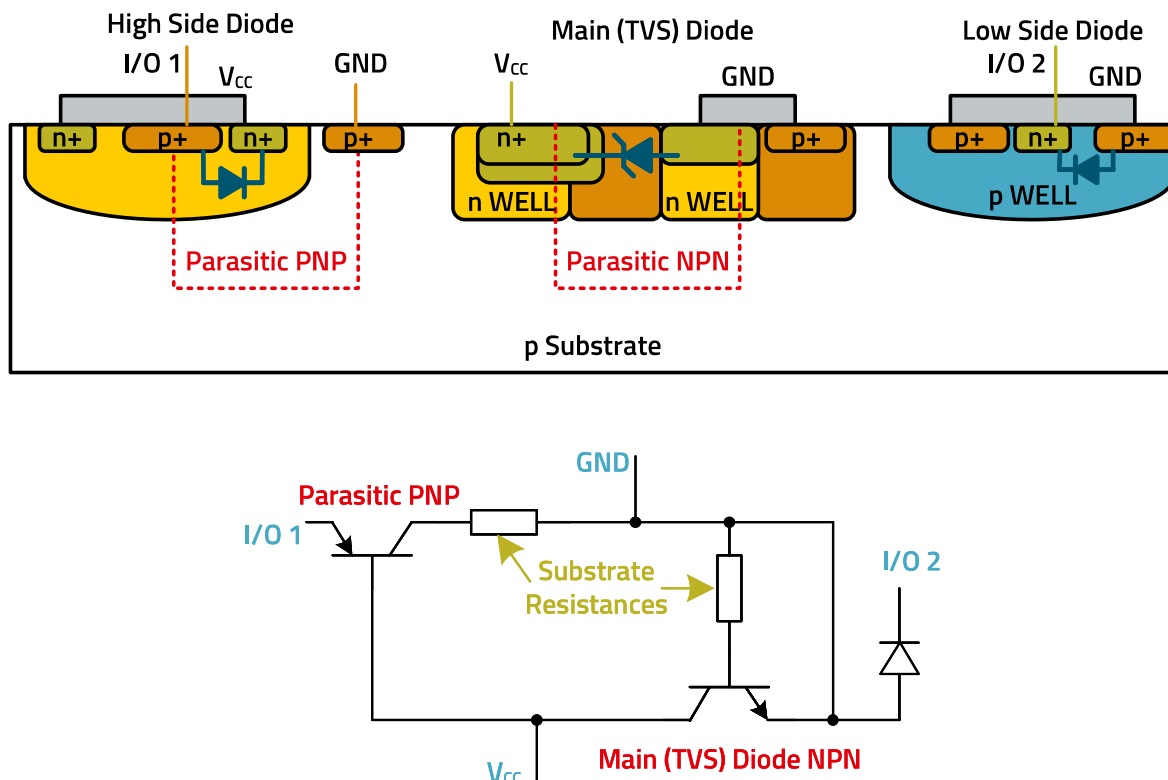 High Side Diode
Main (TVS) Diode
Low Side Diode
I/O 1
VCC
GND
VCC
GND
I/O 2
GND
n+
p+
n+
p+
n+
p+
p+
n+
p+
n WELL
n WELL
p WELL
Parasitic PNP
Parasitic NPN
p Substrate
GND
Parasitic PNP
I/O 1
I/O 2
Substrate
Resistances
Main (TVS) Diode NPN
VCC